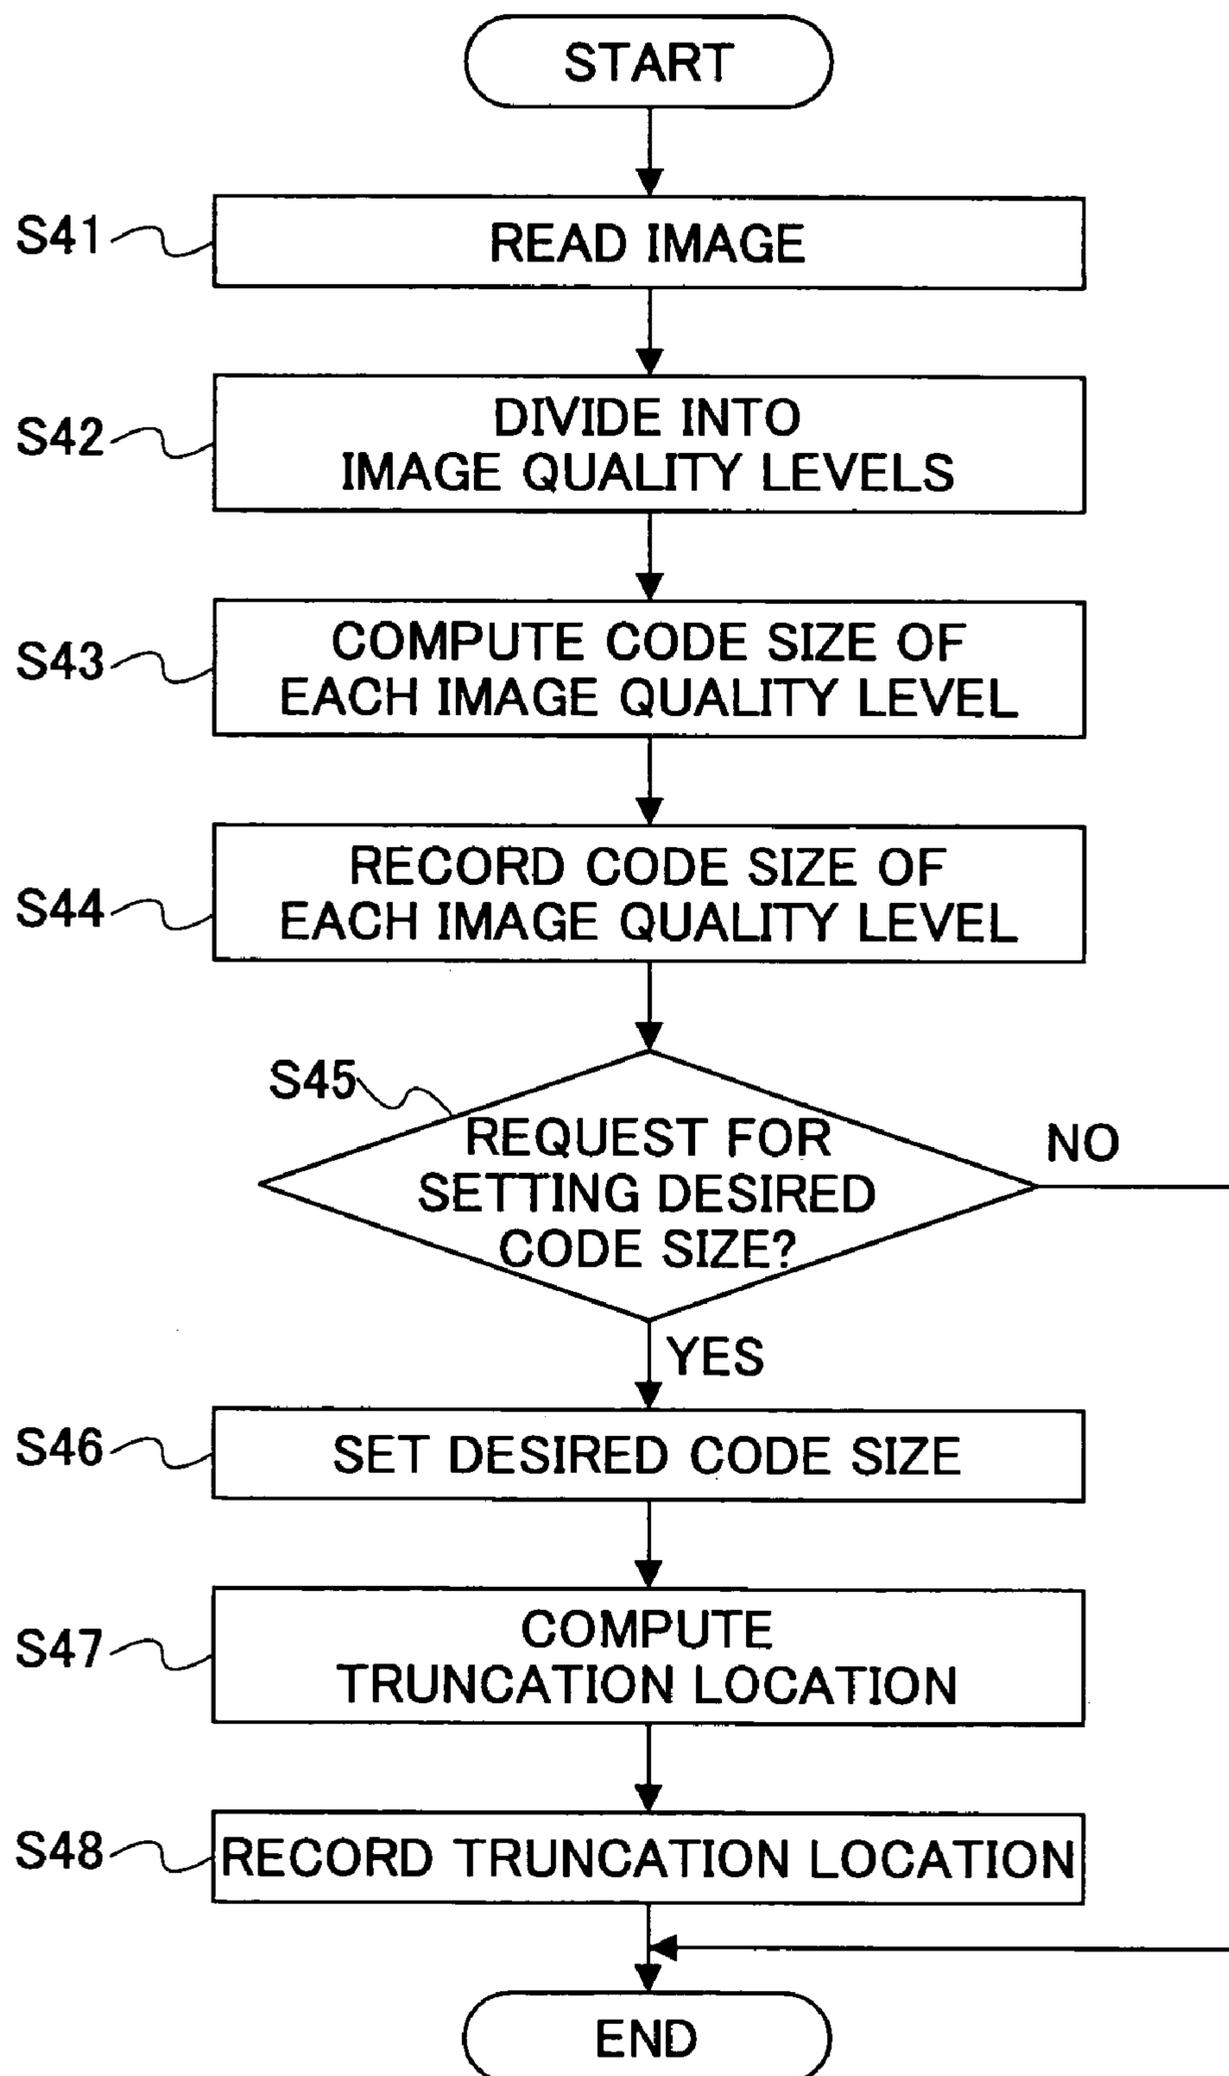 START
S41
READ IMAGE
S42
DIVIDE INTO
IMAGE QUALITY LEVELS
S43
COMPUTE CODE SIZE OF
EACH IMAGE QUALITY LEVEL
S44
RECORD CODE SIZE OF
EACH IMAGE QUALITY LEVEL
S45
REQUEST FOR
SETTING DESIRED
CODE SIZE?
NO
YES
S46
SET DESIRED CODE SIZE
S47
COMPUTE
TRUNCATION LOCATION
S48
RECORD TRUNCATION LOCATION
END